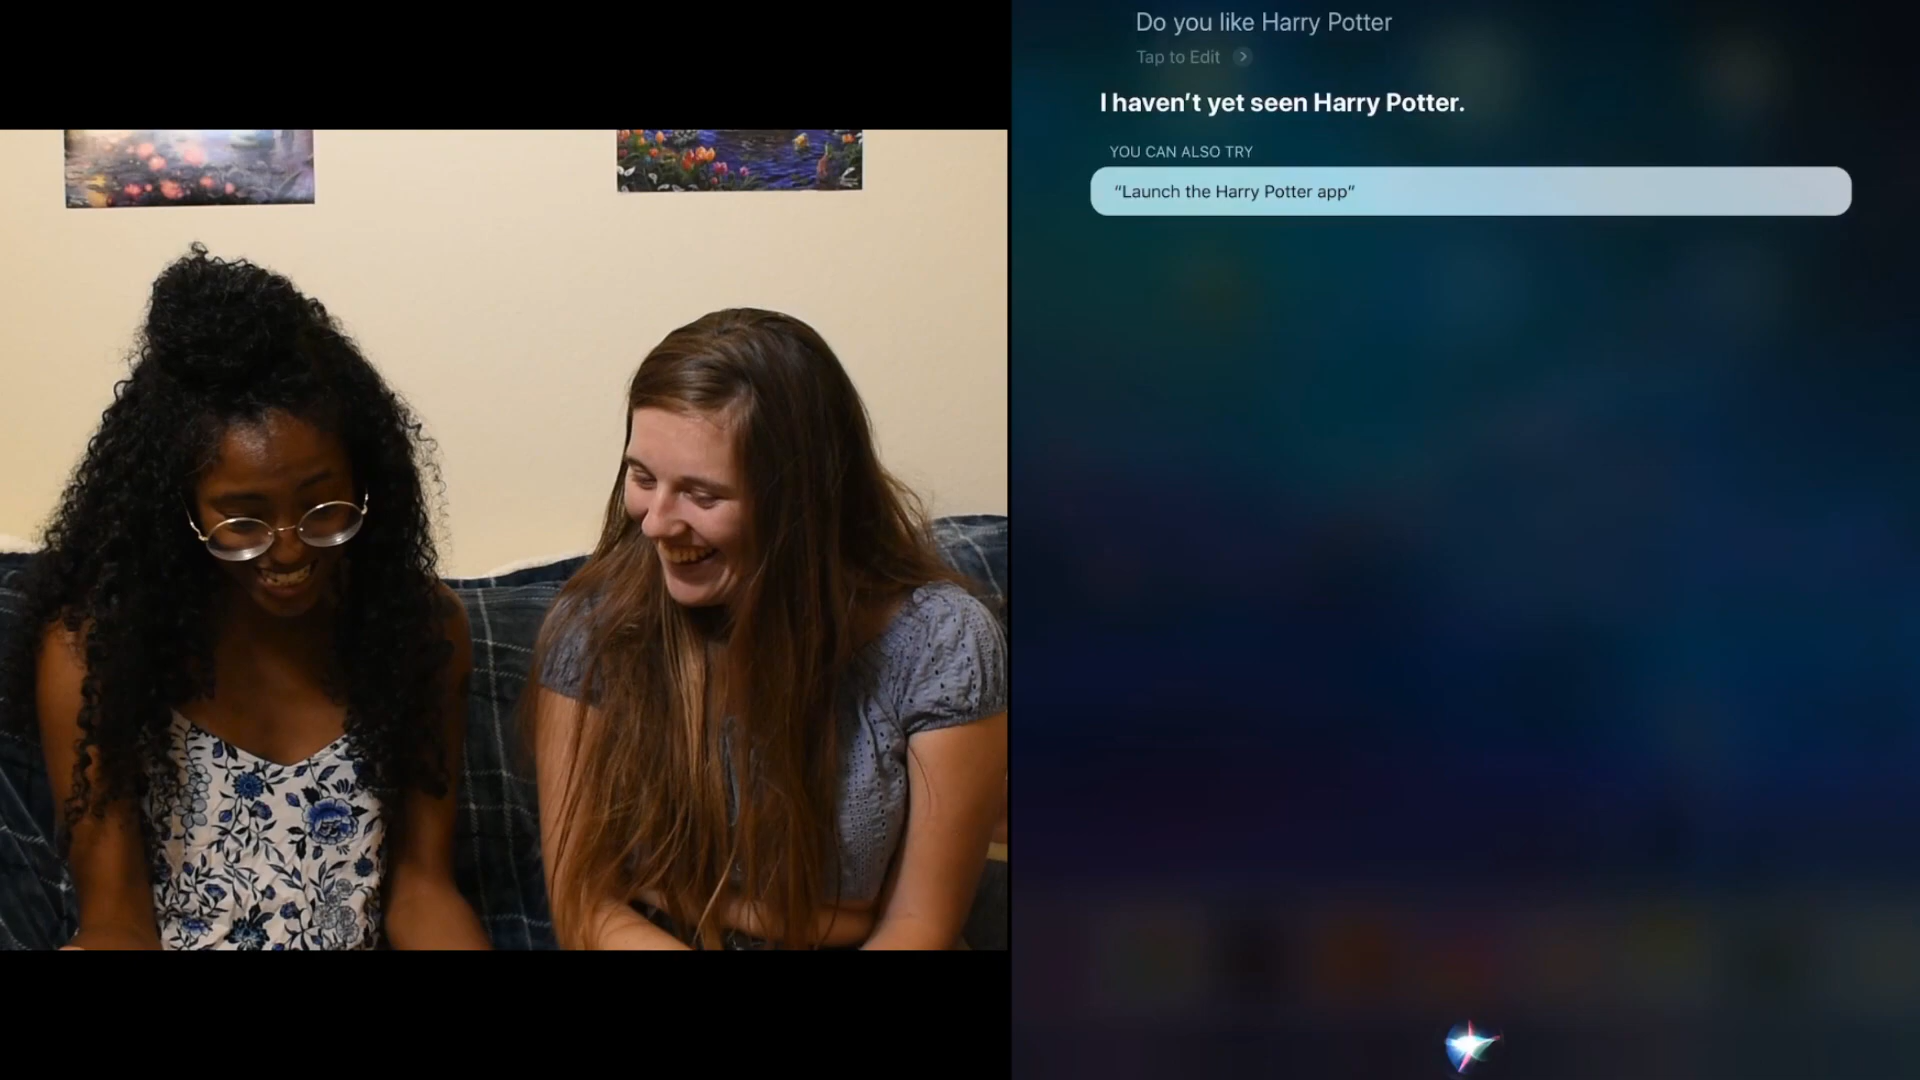 Do you like Harry Potter
Tap to Edit
I haven’t yet seen Harry Potter.
YOU CAN ALSO TRY
“Launch the Harry Potter app”